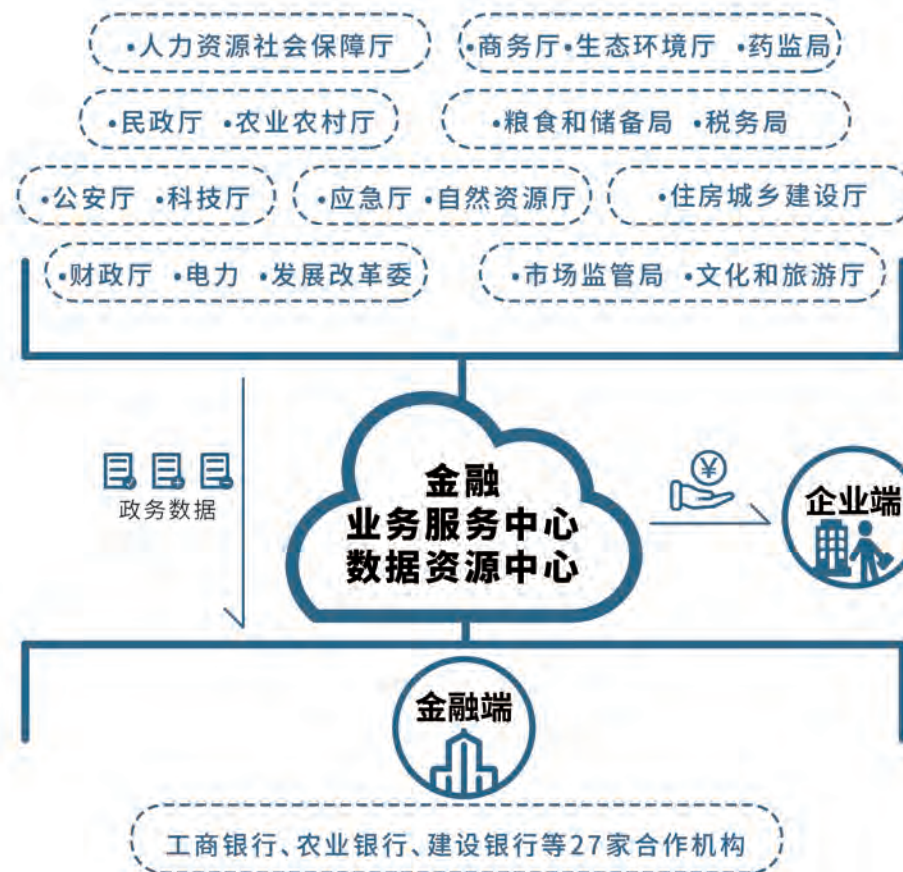 •人力资源社会保障厅 •商务厅•生态环境厅 •药监局
•民政厅 •农业农村厅 •粮食和储备局 •税务局
•公安厅 •科技厅 •应急厅 •自然资源厅 •住房城乡建设厅
•财政厅 •电力 •发展改革委 •市场监管局 •文化和旅游厅
政务数据
金融
业务服务中心
数据资源中心
¥
企业端
金融端
工商银行、农业银行、建设银行等27家合作机构